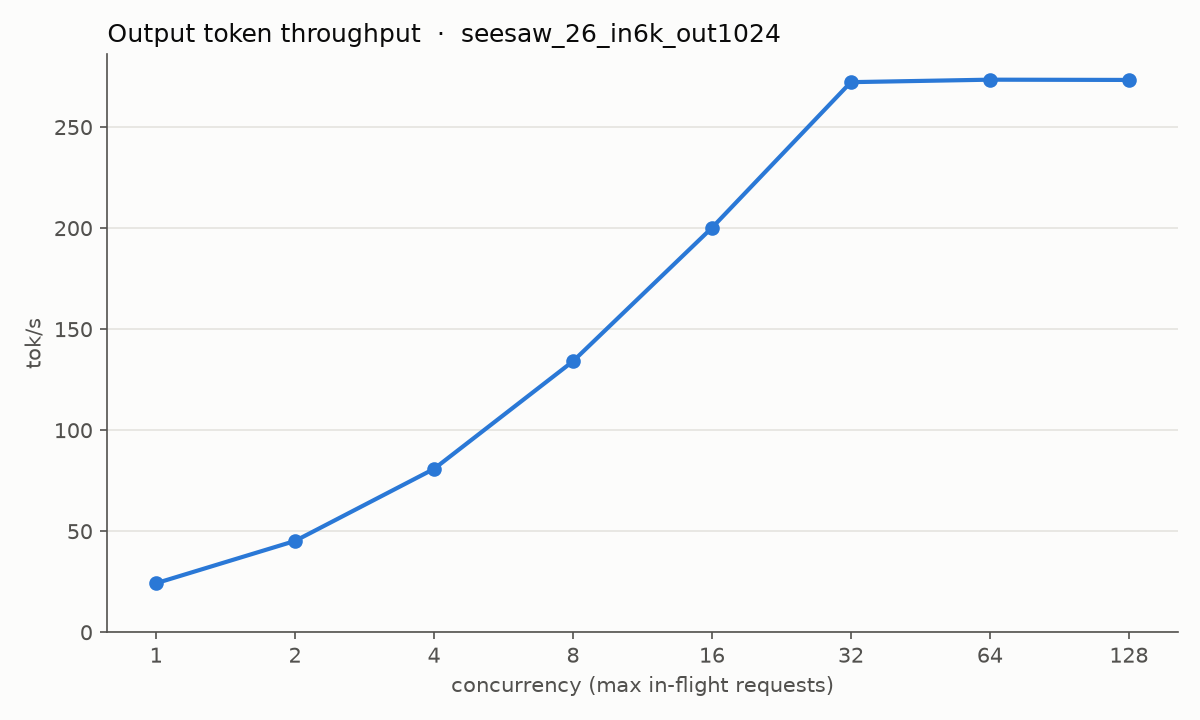 Output token throughput · seesaw_26_in6k_out1024
tok/s
250
200
150
100
50
0
1 2 4 8 16 32 64 128
concurrency (max in-flight requests)